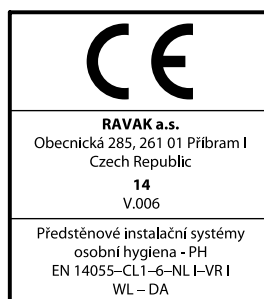 CE
RAVAK a.s.
Obecnická 285, 261 01 Příbram I
Czech Republic
14
V.006
Předstěnové instalační systémy
osobní hygiena - PH
EN 14055–CL1–6–NL I–VR I
WL – DA